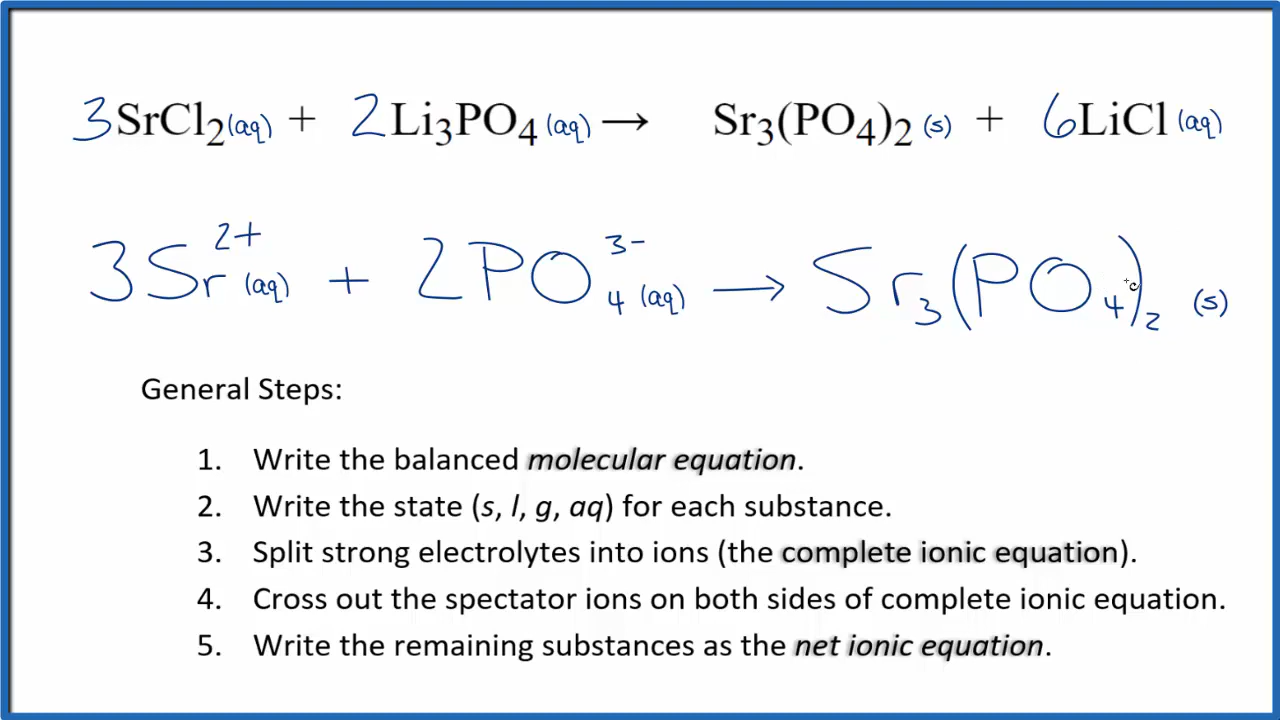 3SrCl₂(aq) + 2Li₃PO₄(aq) → Sr₃(PO₄)₂(s) + 6LiCl(aq)
3Sr²⁺(aq) + 2PO₄³⁻(aq) → Sr₃(PO₄)₂ (s)
General Steps:
1. Write the balanced molecular equation.
2. Write the state (s, l, g, aq) for each substance.
3. Split strong electrolytes into ions (the complete ionic equation).
4. Cross out the spectator ions on both sides of complete ionic equation.
5. Write the remaining substances as the net ionic equation.